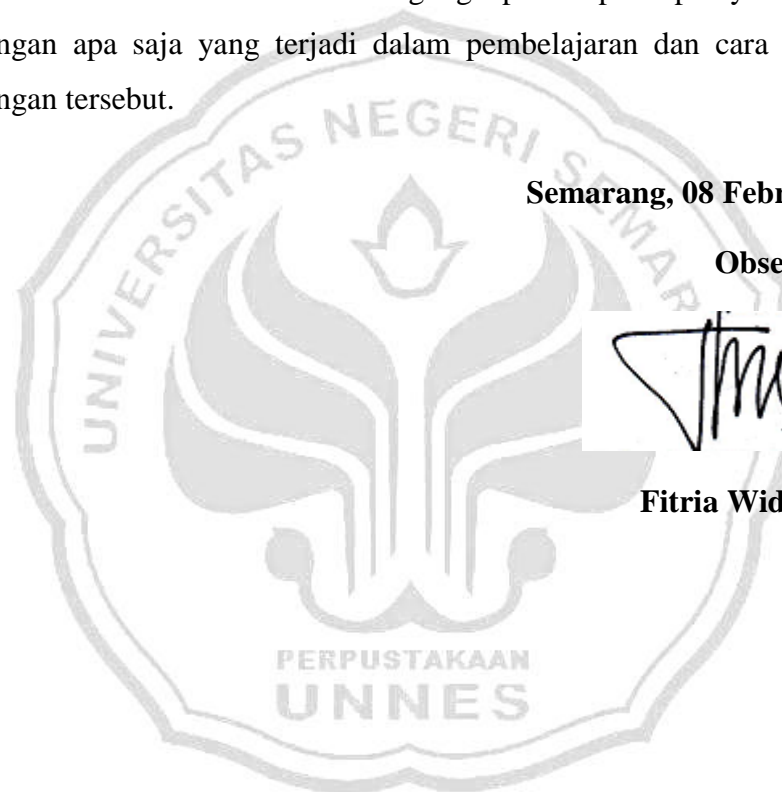 ngan apa saja yang terjadi dalam pembelajaran dan cara
ngan tersebut.
UNIVERSITAS NEGERI SEMARANG
Semarang, 08 Febr
Obse
Fitria Wid
PERPUSTAKAAN
UNNES